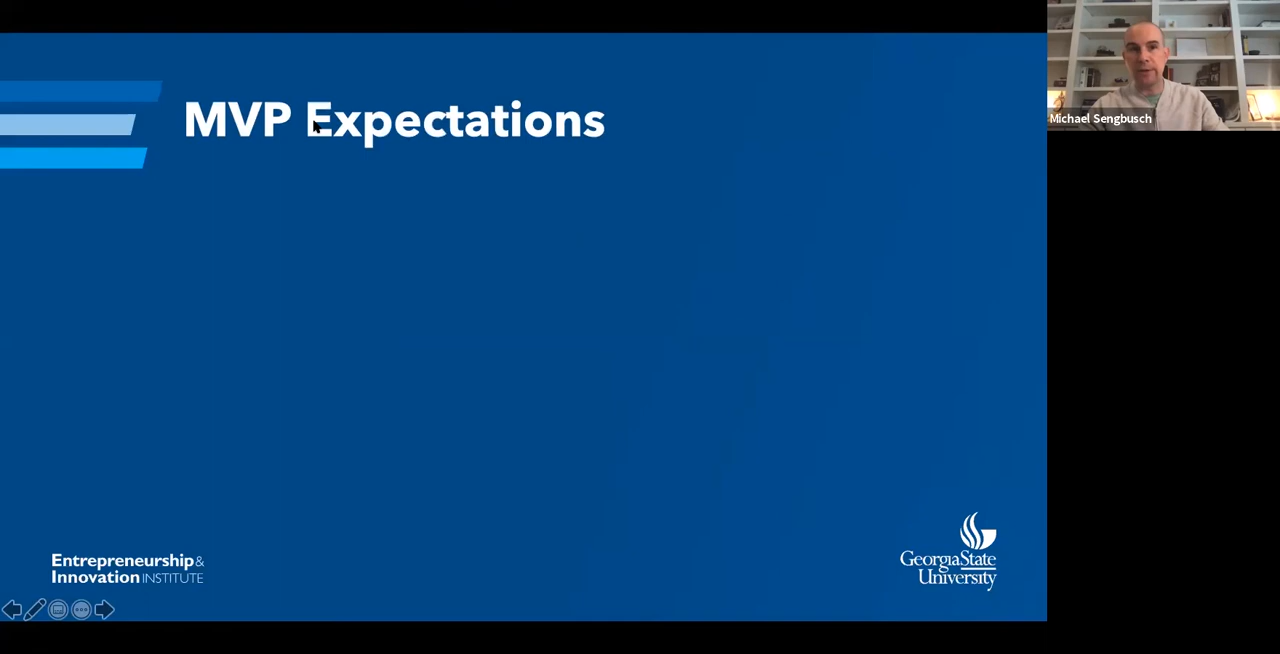 MVP Expectations
Michael Sengbusch
Entrepreneurship &
Innovation INSTITUTE
GeorgiaState
University